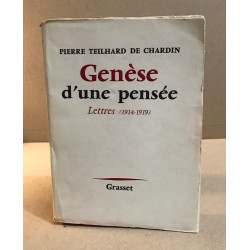 PIERRE TEILHARD DE CHARDIN
Genèse
d'une pensée
Lettres (1914-1919)
Grasset